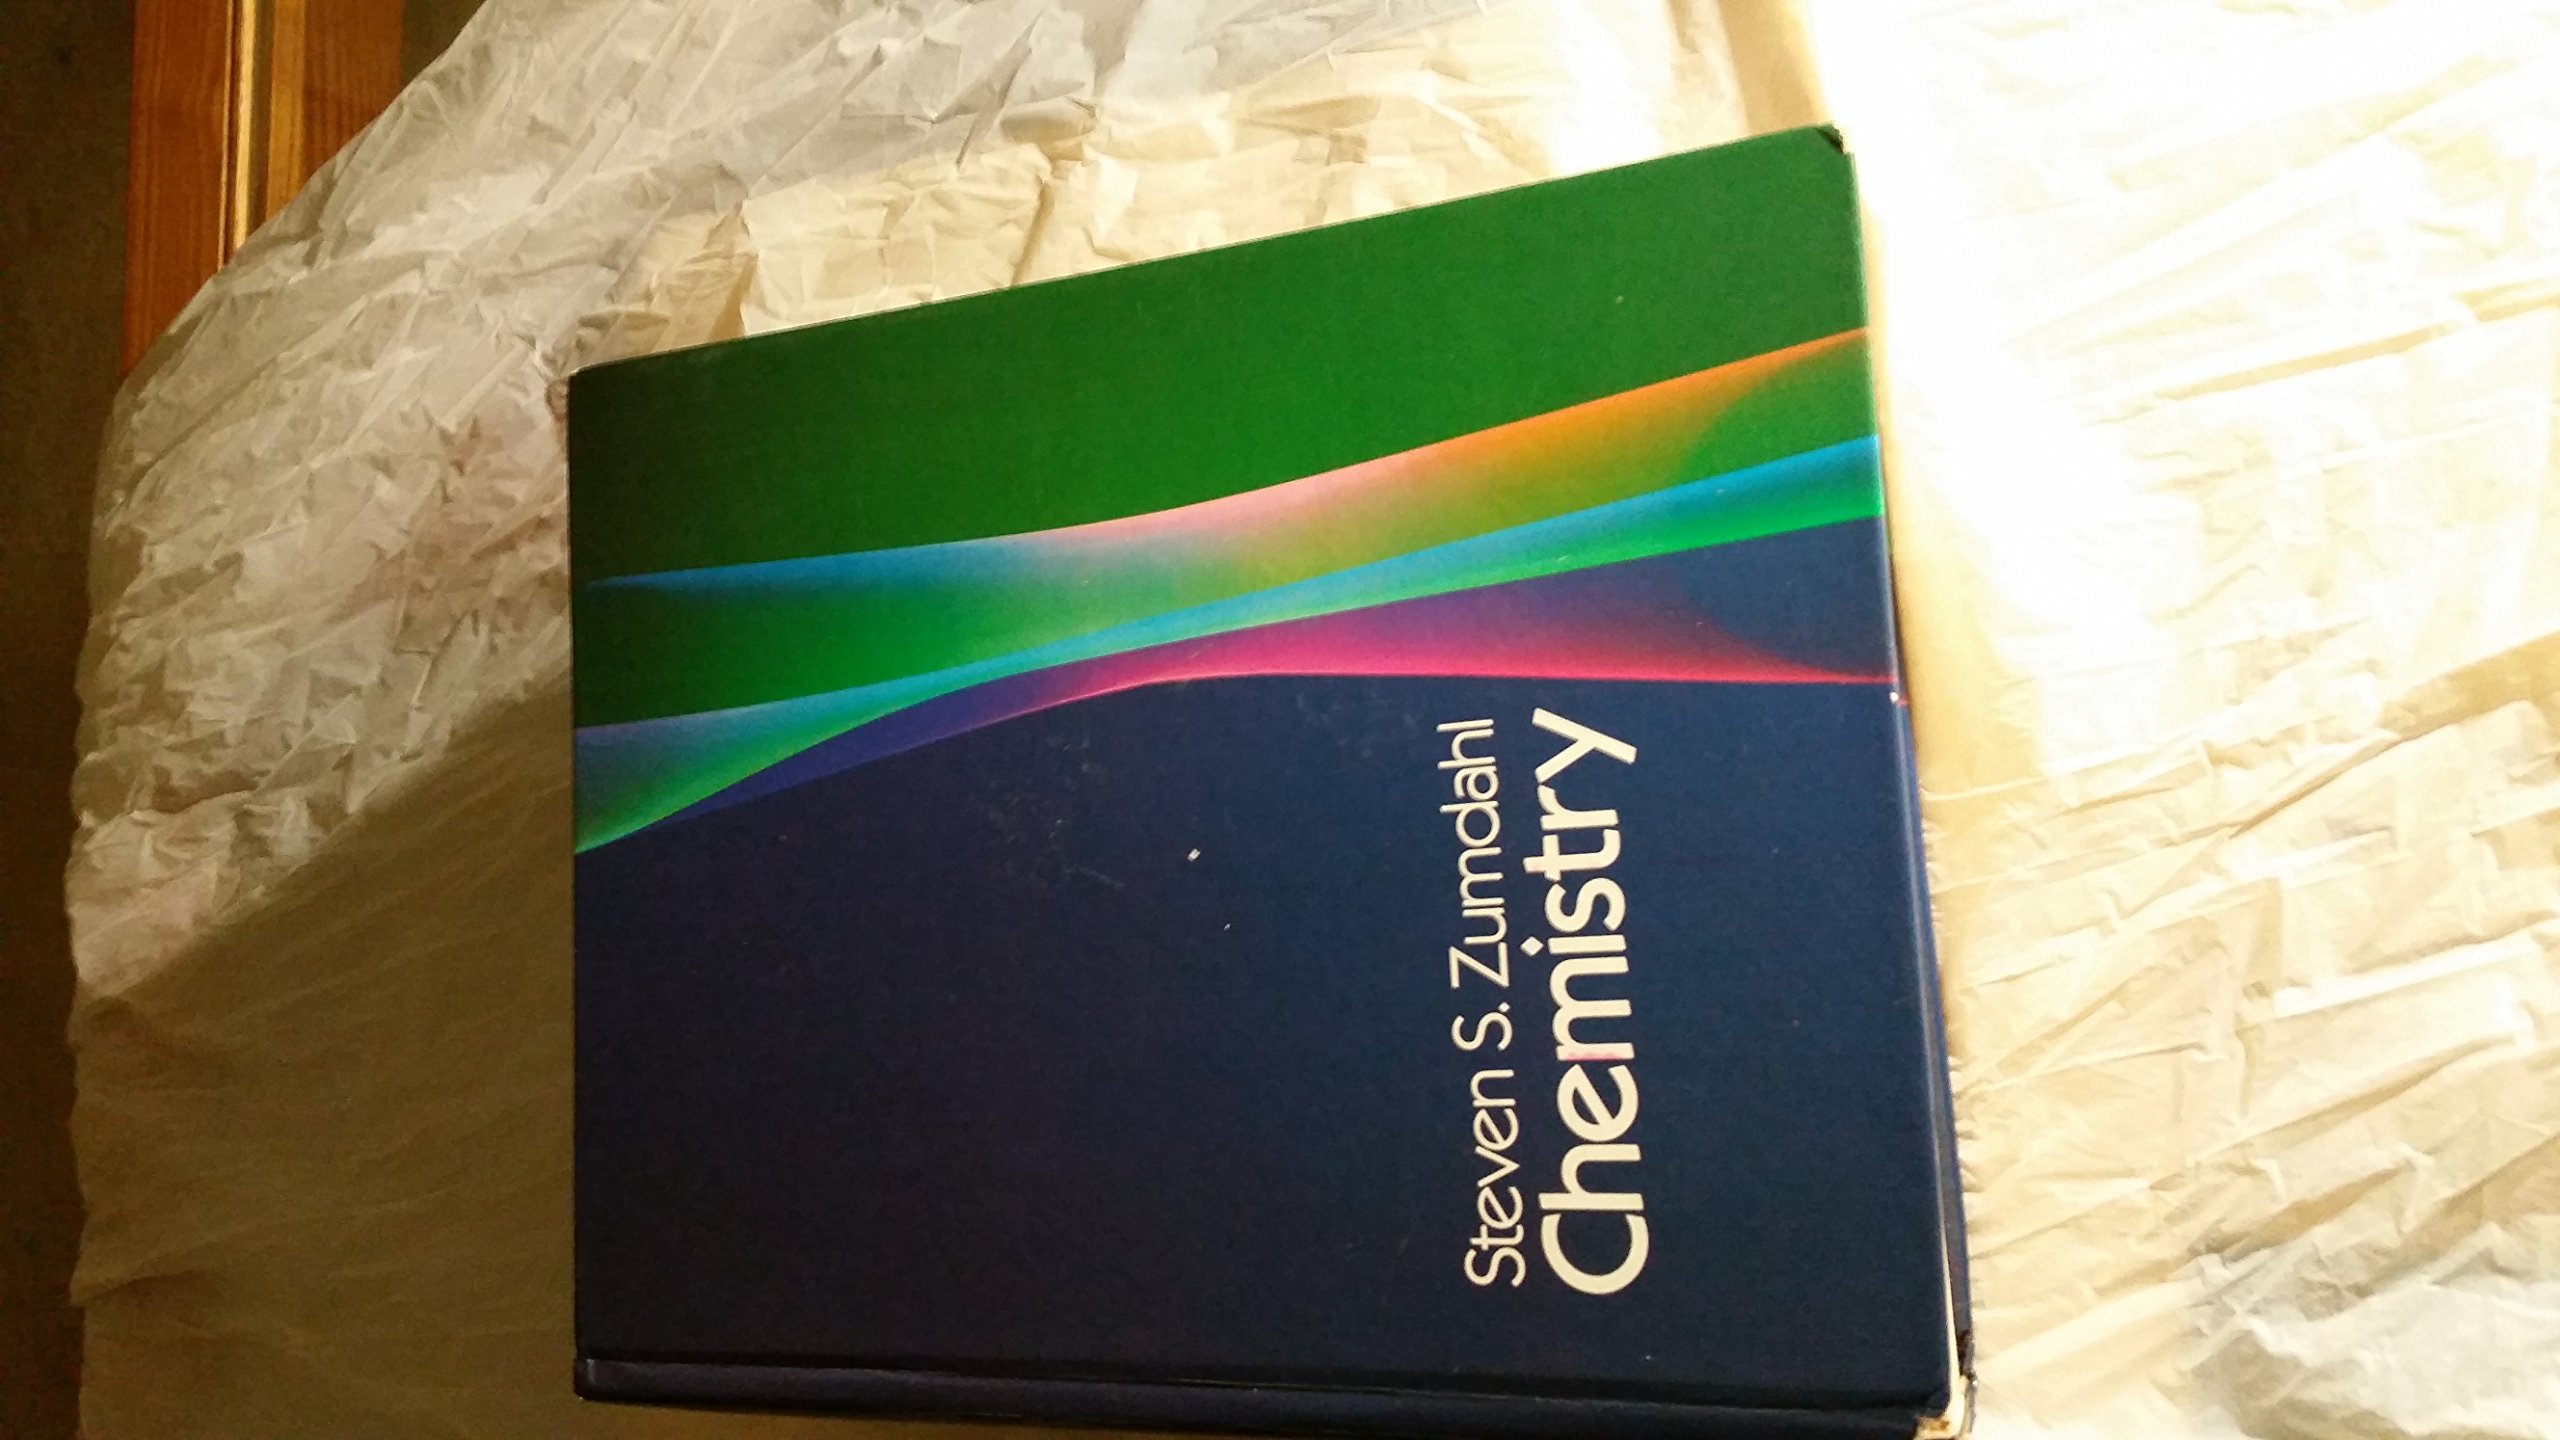 Steven S. Zumdahl
Chemistry